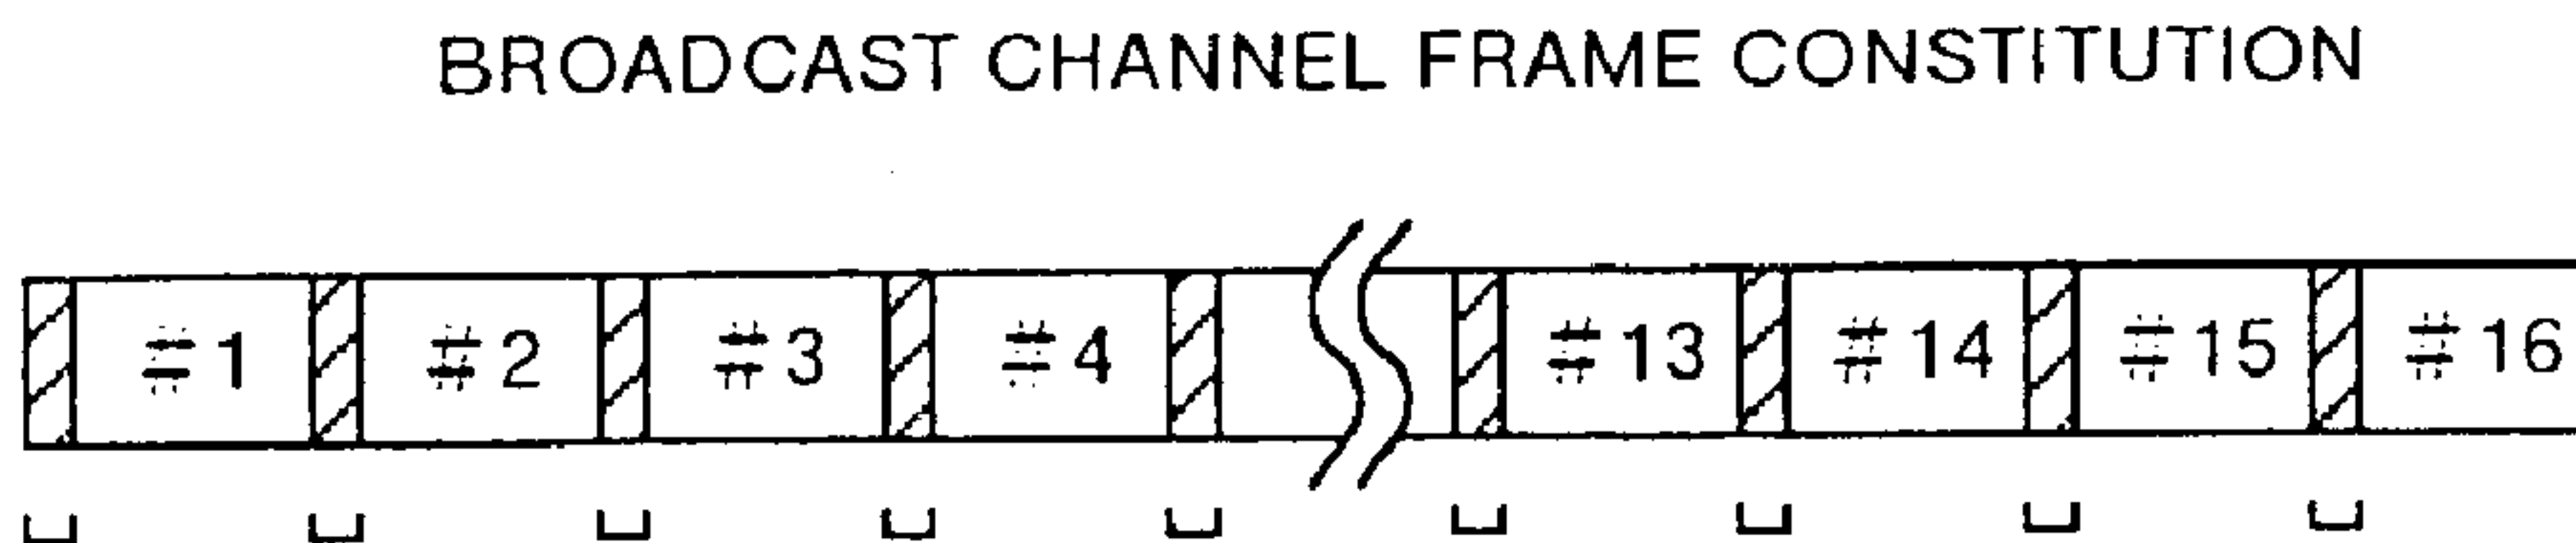 BROADCAST CHANNEL FRAME CONSTITUTION
#1 #2 #3 #4 #13 #14 #15 #16